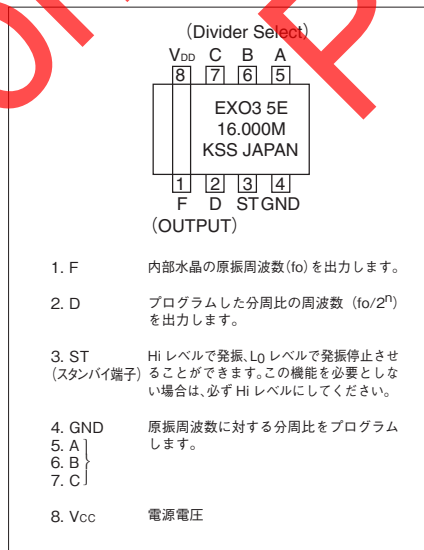 (Divider Select)
VDD C B A
8 7 6 5
EXO3 5E
16.000M
KSS JAPAN
1 2 3 4
F D ST GND
(OUTPUT)
1. F 内部水晶の原振周波数(fo)を出力します。
2. D プログラムした分周比の周波数 (fo/2ⁿ)
を出力します。
3. ST Hi レベルで発振、LO レベルで発振停止させ
(スタンバイ端子) ることができます。この機能を必要としな
い場合は、必ず Hi レベルにしてください。
4. GND 原振周波数に対する分周比をプログラム
5. A します。
6. B
7. C
8. Vcc 電源電圧